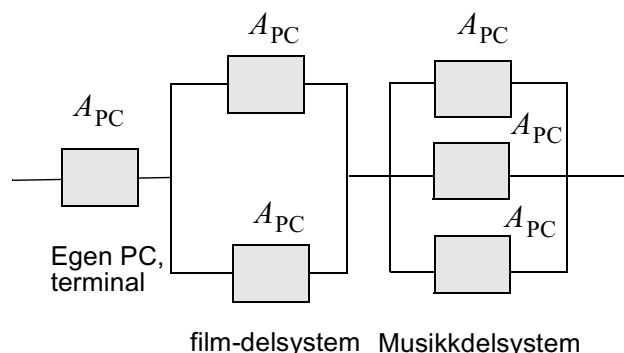 A_PC
A_PC
A_PC
A_PC
A_PC
A_PC
Egen PC,
terminal
film-delsystem
Musikkdelsystem